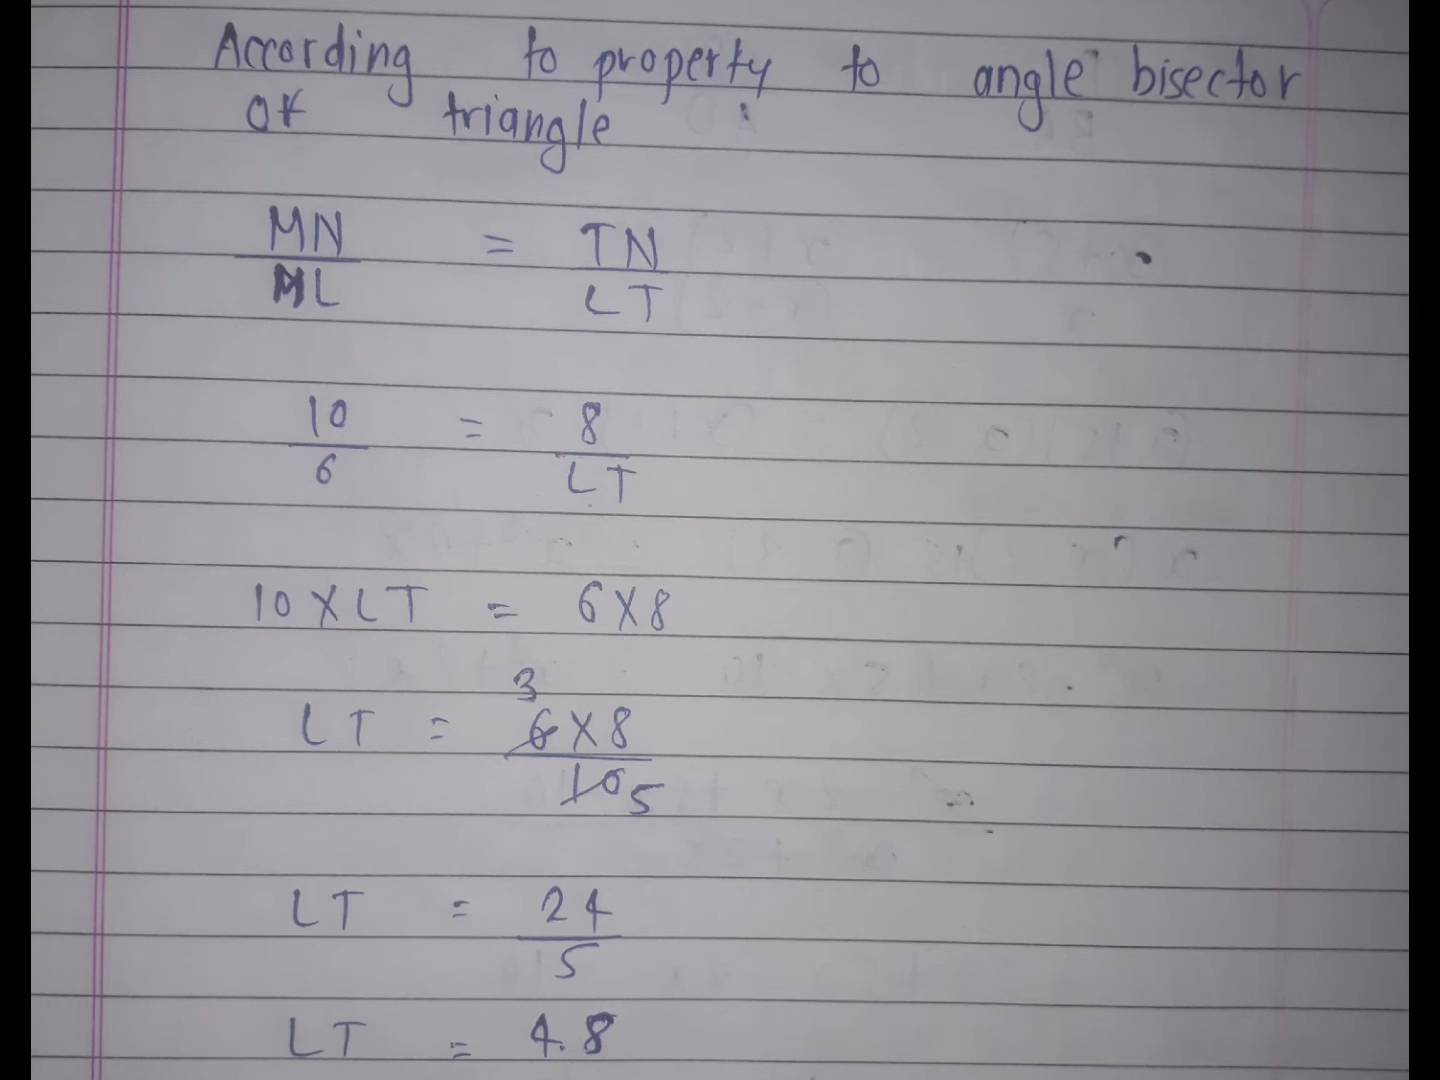 According to property to angle bisector
of triangle
MN = TN
ML LT
10 = 8
6 LT
10 X LT = 6 X 8
3
LT = 6 X 8
10 5
LT = 24
5
LT = 4.8